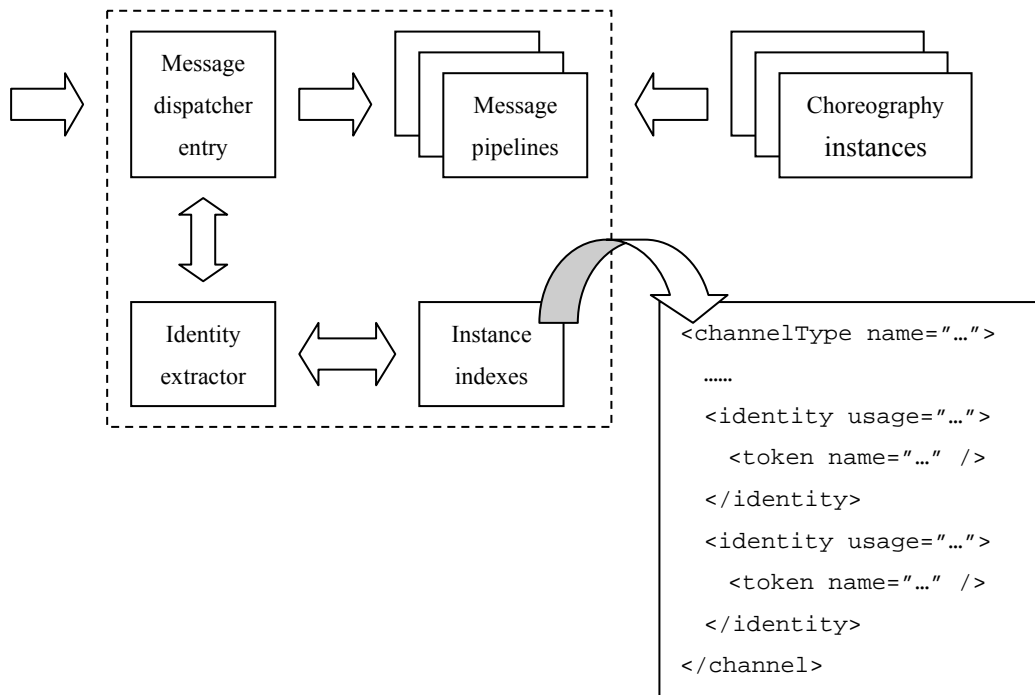 Message
dispatcher
entry
Message
pipelines
Choreography
instances
Identity
extractor
Instance
indexes
<channelType name="…">
……
<identity usage="…">
<token name="…" />
</identity>
<identity usage="…">
<token name="…" />
</identity>
</channel>